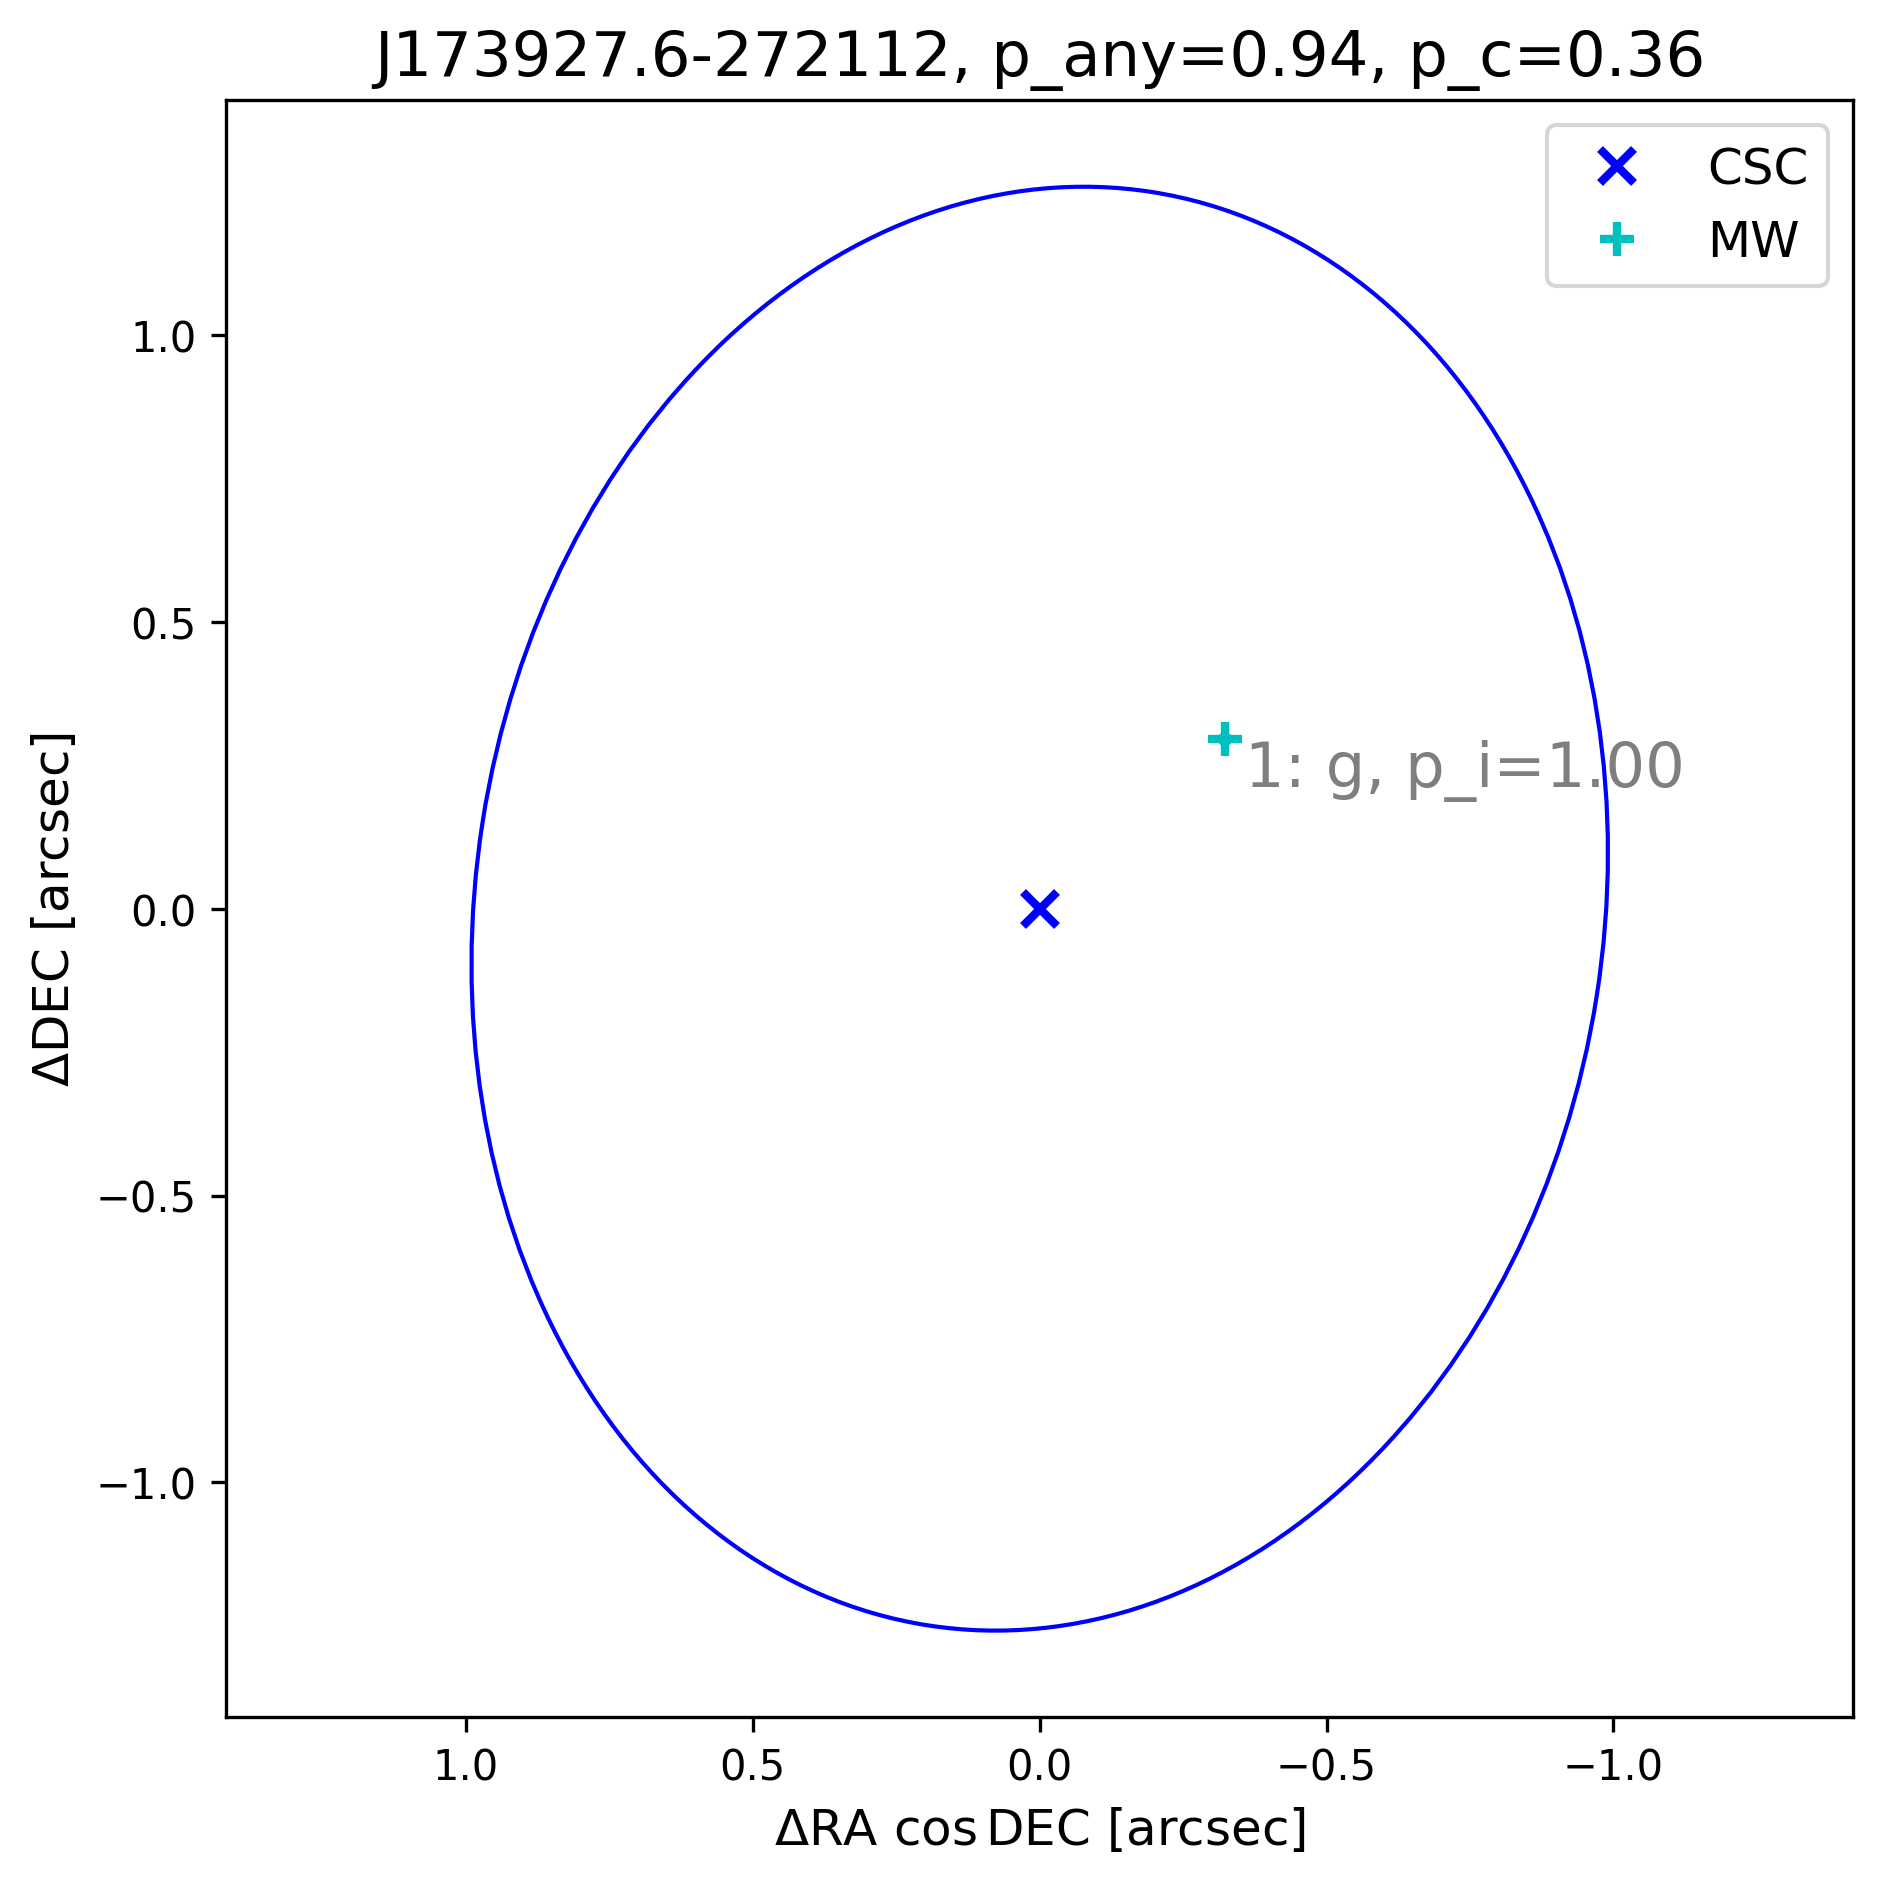 J173927.6-272112, p_any=0.94, p_c=0.36
CSC
MW
1: g, p_i=1.00
ΔDEC [arcsec]
1.0
0.5
0.0
−0.5
−1.0
1.0 0.5 0.0 −0.5 −1.0
ΔRA cos DEC [arcsec]